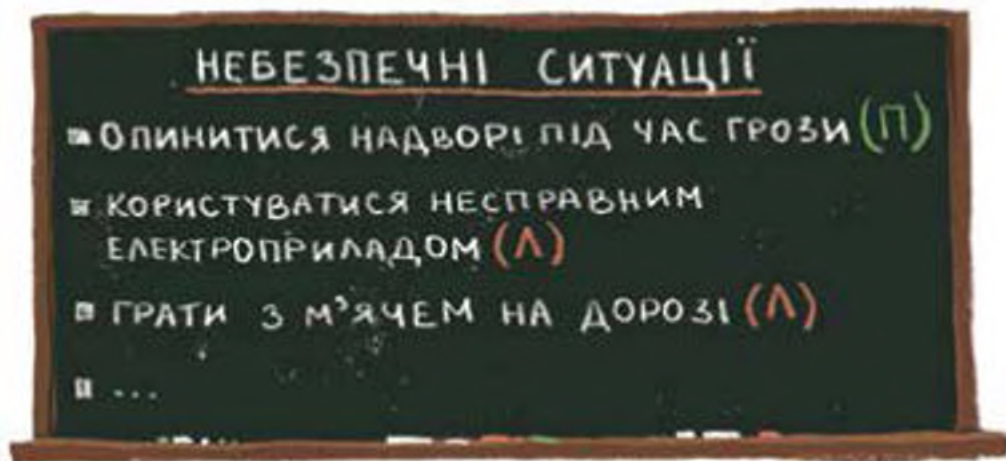 НЕБЕЗПЕЧНІ СИТУАЦІЇ
ОПИНИТИСЯ НАДВОРІ ПІД ЧАС ГРОЗИ (П)
КОРИСТУВАТИСЯ НЕСПРАВНИМ
ЕЛЕКТРОПРИЛАДОМ (Л)
ГРАТИ З М'ЯЧЕМ НА ДОРОЗІ (Л)
...